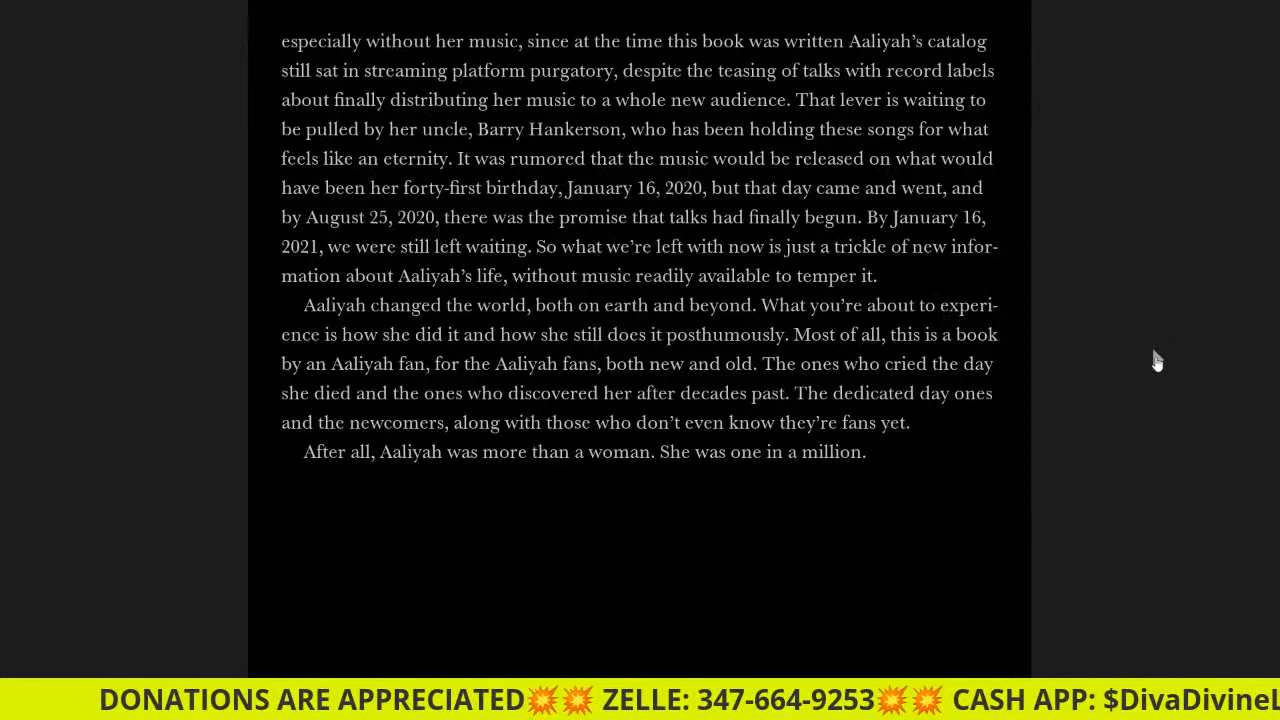 especially without her music, since at the time this book was written Aaliyah’s catalog
still sat in streaming platform purgatory, despite the teasing of talks with record labels
about finally distributing her music to a whole new audience. That lever is waiting to
be pulled by her uncle, Barry Hankerson, who has been holding these songs for what
feels like an eternity. It was rumored that the music would be released on what would
have been her forty-first birthday, January 16, 2020, but that day came and went, and
by August 25, 2020, there was the promise that talks had finally begun. By January 16,
2021, we were still left waiting. So what we’re left with now is just a trickle of new infor-
mation about Aaliyah’s life, without music readily available to temper it.
Aaliyah changed the world, both on earth and beyond. What you’re about to experi-
ence is how she did it and how she still does it posthumously. Most of all, this is a book
by an Aaliyah fan, for the Aaliyah fans, both new and old. The ones who cried the day
she died and the ones who discovered her after decades past. The dedicated day ones
and the newcomers, along with those who don’t even know they’re fans yet.
After all, Aaliyah was more than a woman. She was one in a million.
DONATIONS ARE APPRECIATED💥💥 ZELLE: 347-664-9253💥💥 CASH APP: $DivaDivineL